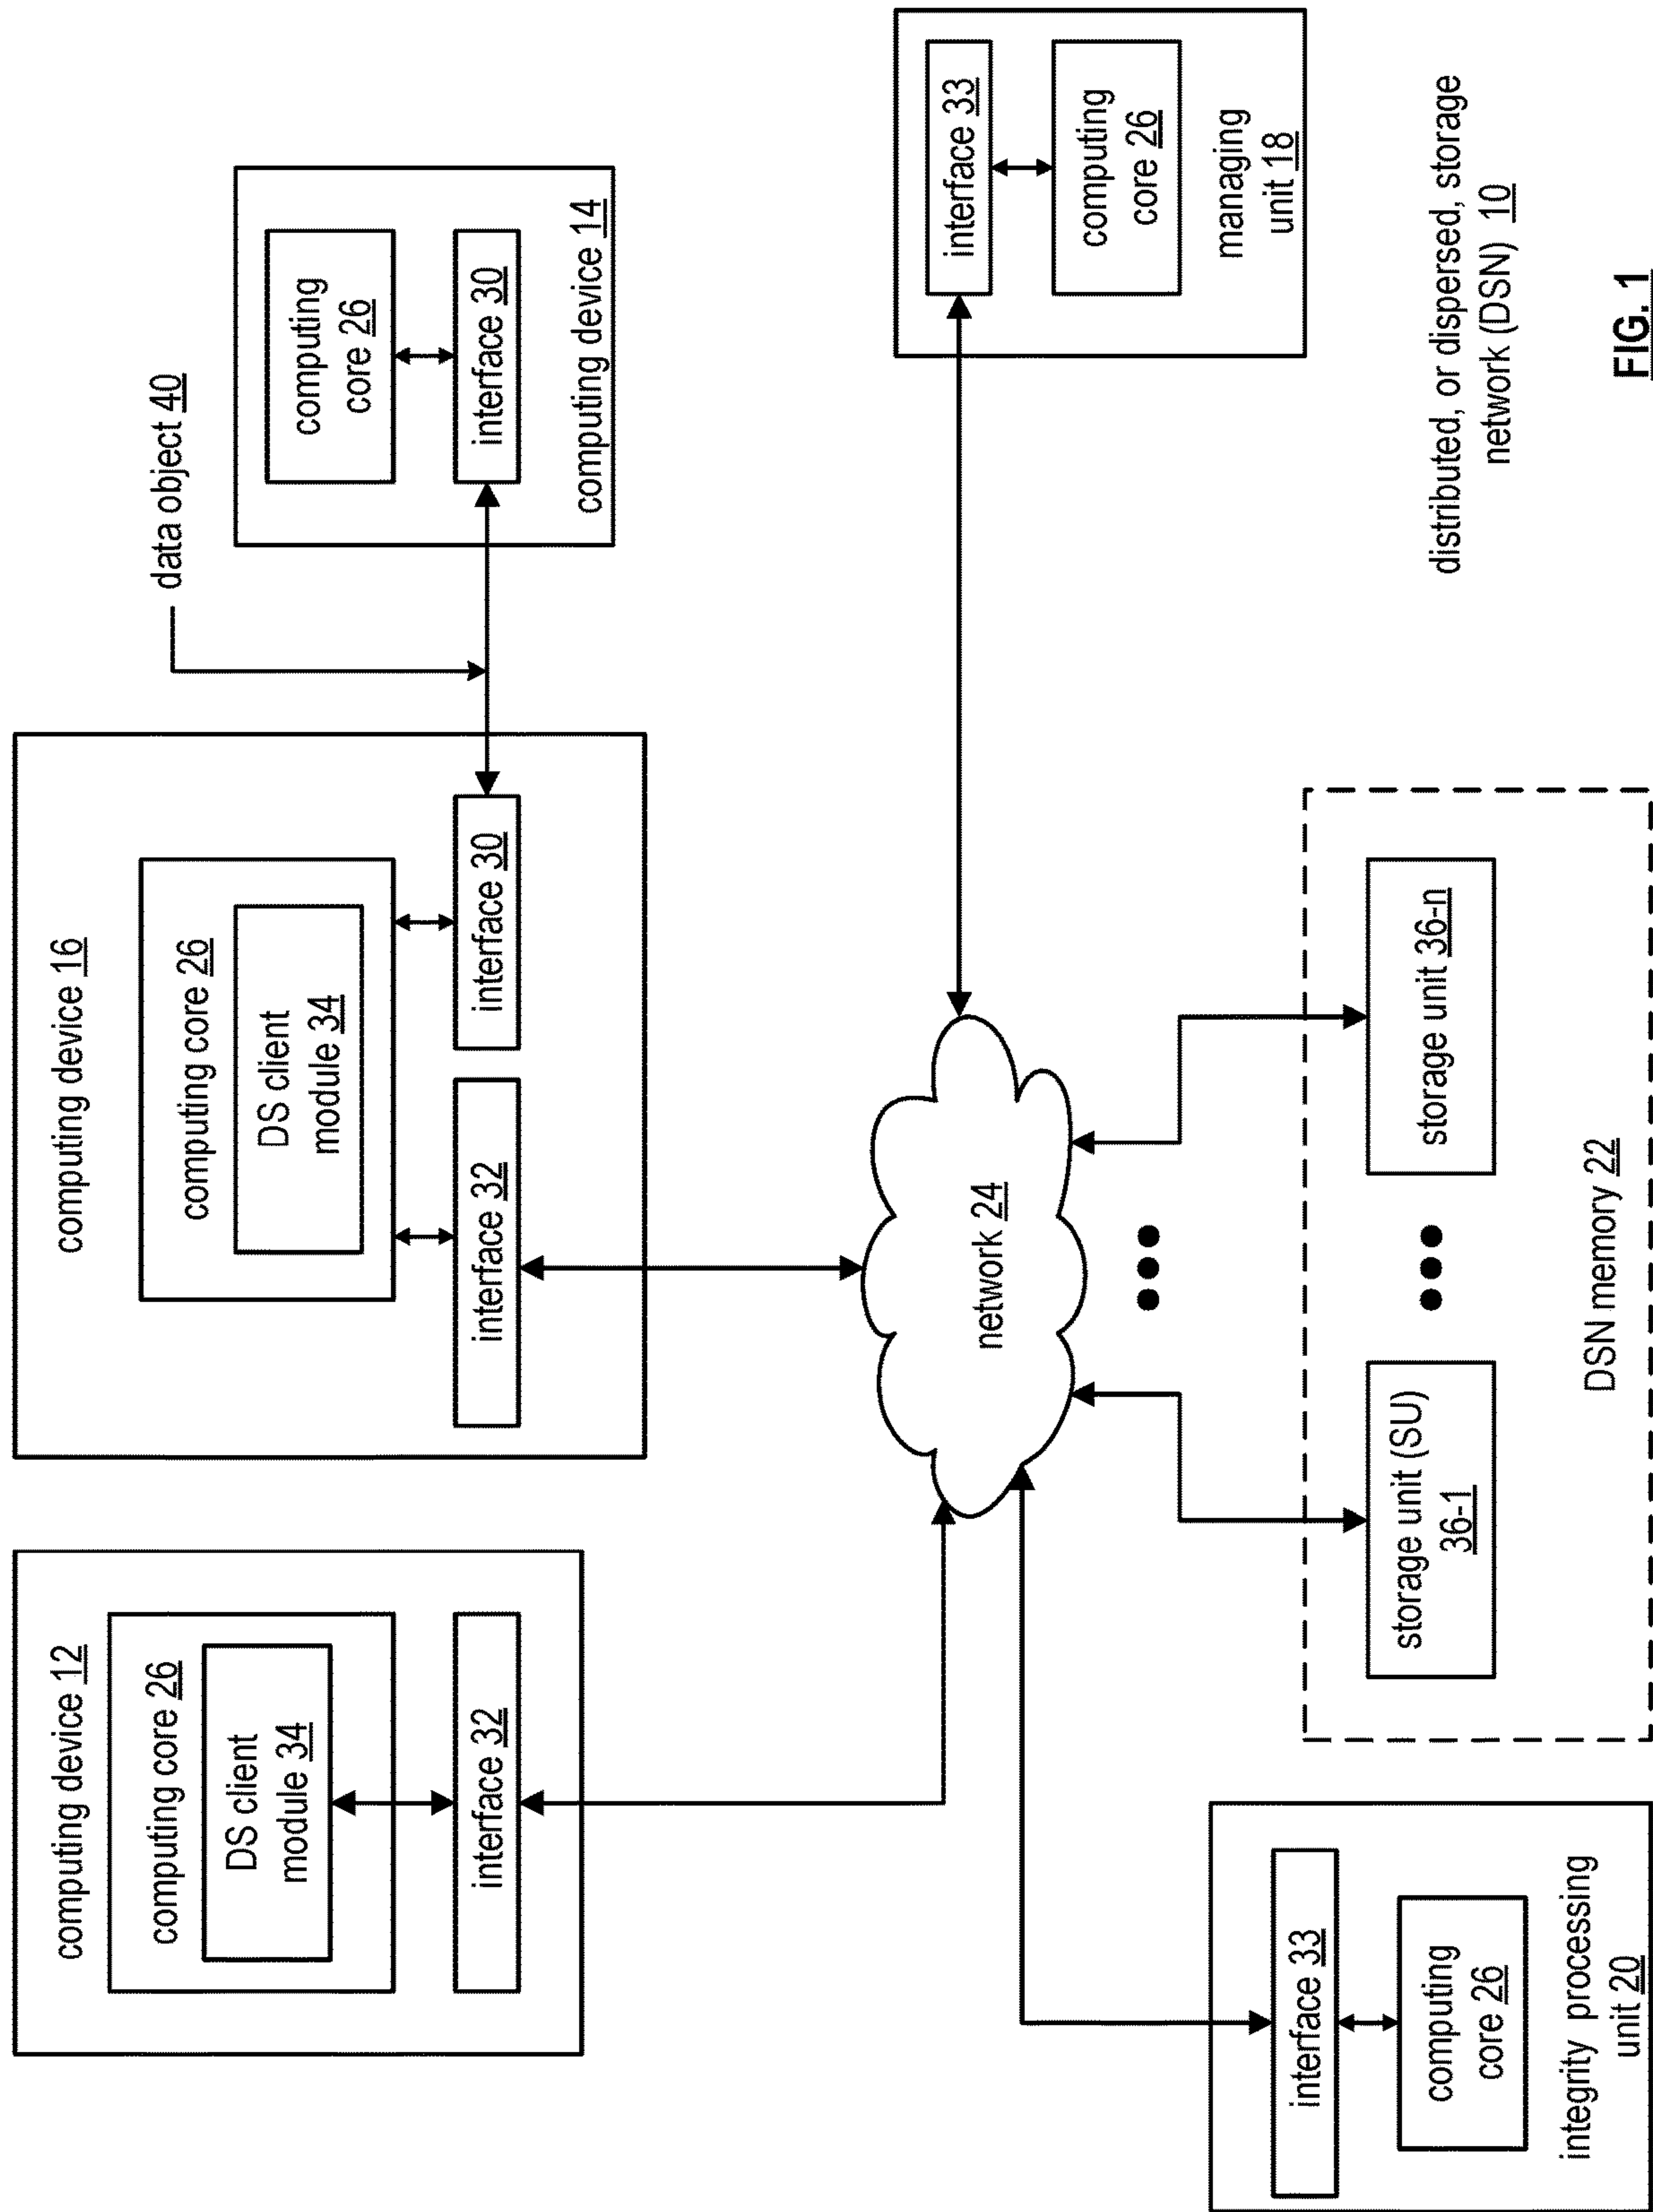 computing device 12
computing core 26
DS client
module 34
interface 32
computing device 16
computing core 26
DS client
module 34
interface 32
interface 30
data object 40
computing
core 26
interface 30
computing device 14
network 24
interface 33
computing
core 26
managing
unit 18
interface 33
computing
core 26
integrity processing
unit 20
storage unit (SU)
36-1
storage unit 36-n
DSN memory 22
distributed, or dispersed, storage
network (DSN) 10
FIG. 1